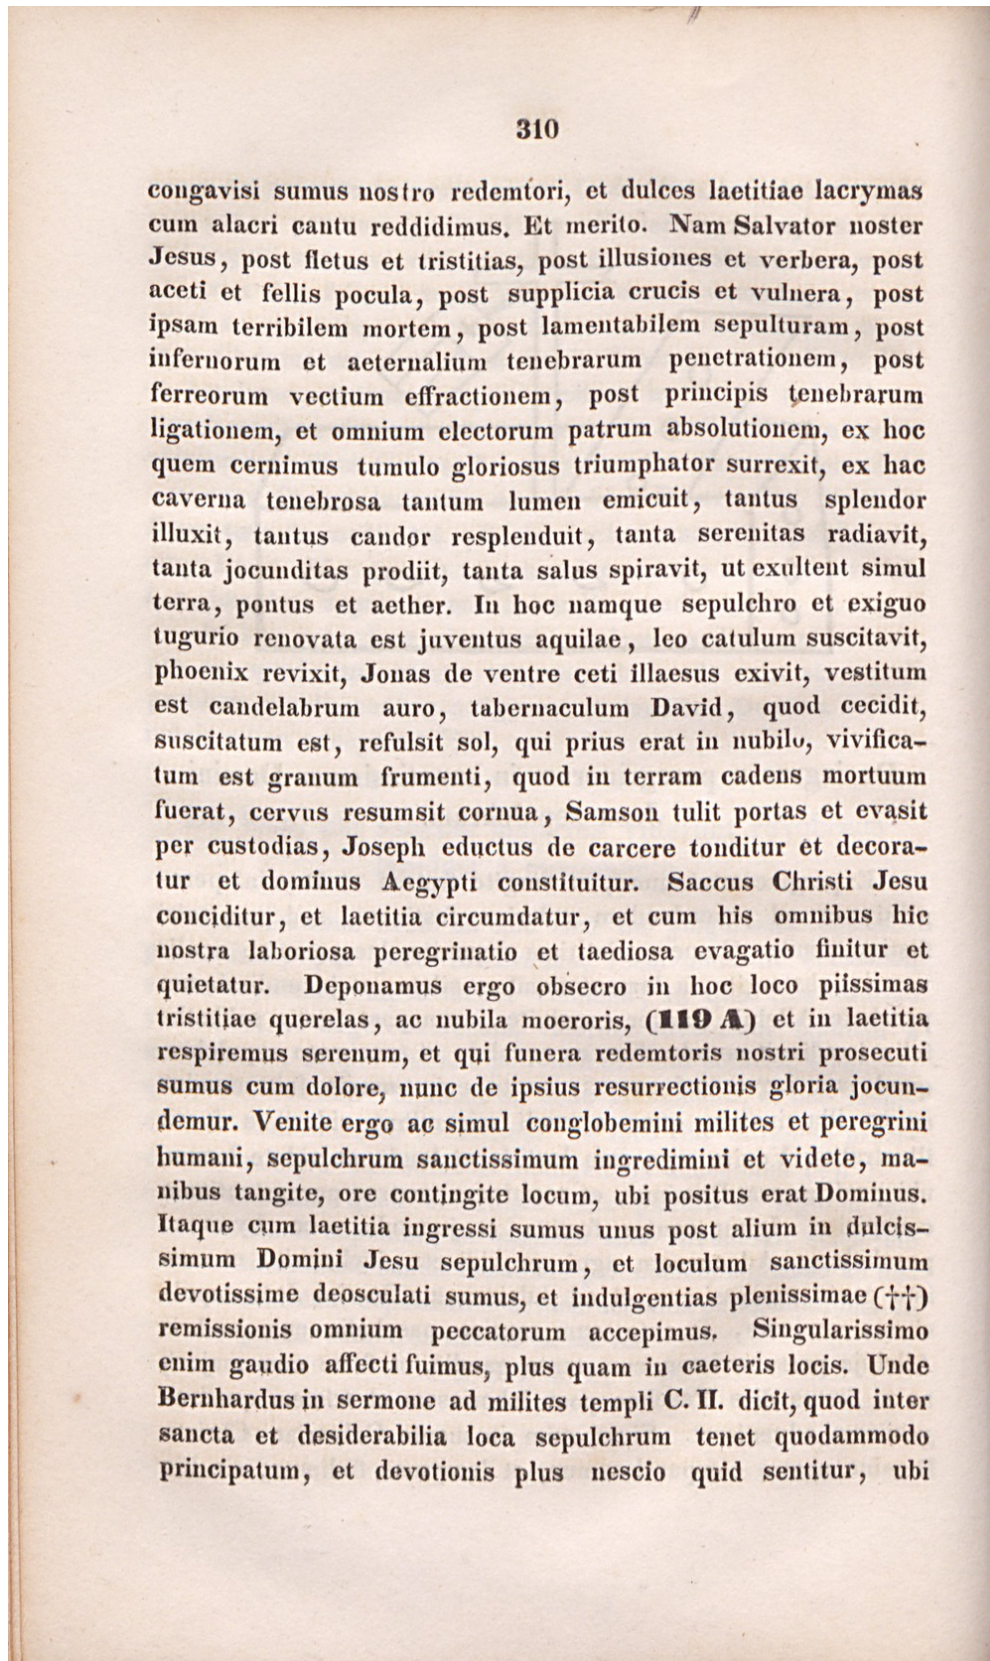 310
congavisi sumus nostro redemtori, et dulces laetitiae lacrymas
cum alacri cantu reddidimus. Et merito. Nam Salvator noster
Jesus, post fletus et tristitias, post illusiones et verbera, post
aceti et fellis pocula, post supplicia crucis et vulnera, post
ipsam terribilem mortem, post lamentabilem sepulturam, post
infernorum et aeternalium tenebrarum penetrationem, post
ferreorum vectium effractionem, post principis tenebrarum
ligationem, et omnium electorum patrum absolutionem, ex hoc
quem cernimus tumulo gloriosus triumphator surrexit, ex hac
caverna tenebrosa tantum lumen emicuit, tantus splendor
illuxit, tantus candor resplenduit, tanta serenitas radiavit,
tanta jocunditas prodiit, tanta salus spiravit, ut exultent simul
terra, pontus et aether. In hoc namque sepulchro et exiguo
tugurio renovata est juventus aquilae, leo catulum suscitavit,
phoenix revixit, Jonas de ventre ceti illaesus exivit, vestitum
est candelabrum auro, tabernaculum David, quod cecidit,
suscitatum est, refulsit sol, qui prius erat in nubilo, vivifica-
tum est granum frumenti, quod in terram cadens mortuum
fuerat, cervus resumsit cornua, Samson tulit portas et evasit
per custodias, Joseph eductus de carcere tonditur et decora-
tur et dominus Aegypti constituitur. Saccus Christi Jesu
conciditur, et laetitia circumdatur, et cum his omnibus hic
nostra laboriosa peregrinatio et taediosa evagatio finitur et
quietatur. Deponamus ergo obsecro in hoc loco piissimas
tristitiae querelas, ac nubila moeroris, (119 A) et in laetitia
respiremus serenum, et qui funera redemtoris nostri prosecuti
sumus cum dolore, nunc de ipsius resurrectionis gloria jocun-
demur. Venite ergo ac simul conglobemini milites et peregrini
humani, sepulchrum sanctissimum ingredimini et videte, ma-
nibus tangite, ore contingite locum, ubi positus erat Dominus.
Itaque cum laetitia ingressi sumus unus post alium in dulcis-
simum Domini Jesu sepulchrum, et loculum sanctissimum
devotissime deosculati sumus, et indulgentias plenissimae (††)
remissionis omnium peccatorum accepimus. Singularissimo
enim gaudio affecti fuimus, plus quam in caeteris locis. Unde
Bernhardus in sermone ad milites templi C. II. dicit, quod inter
sancta et desiderabilia loca sepulchrum tenet quodammodo
principatum, et devotionis plus nescio quid sentitur, ubi